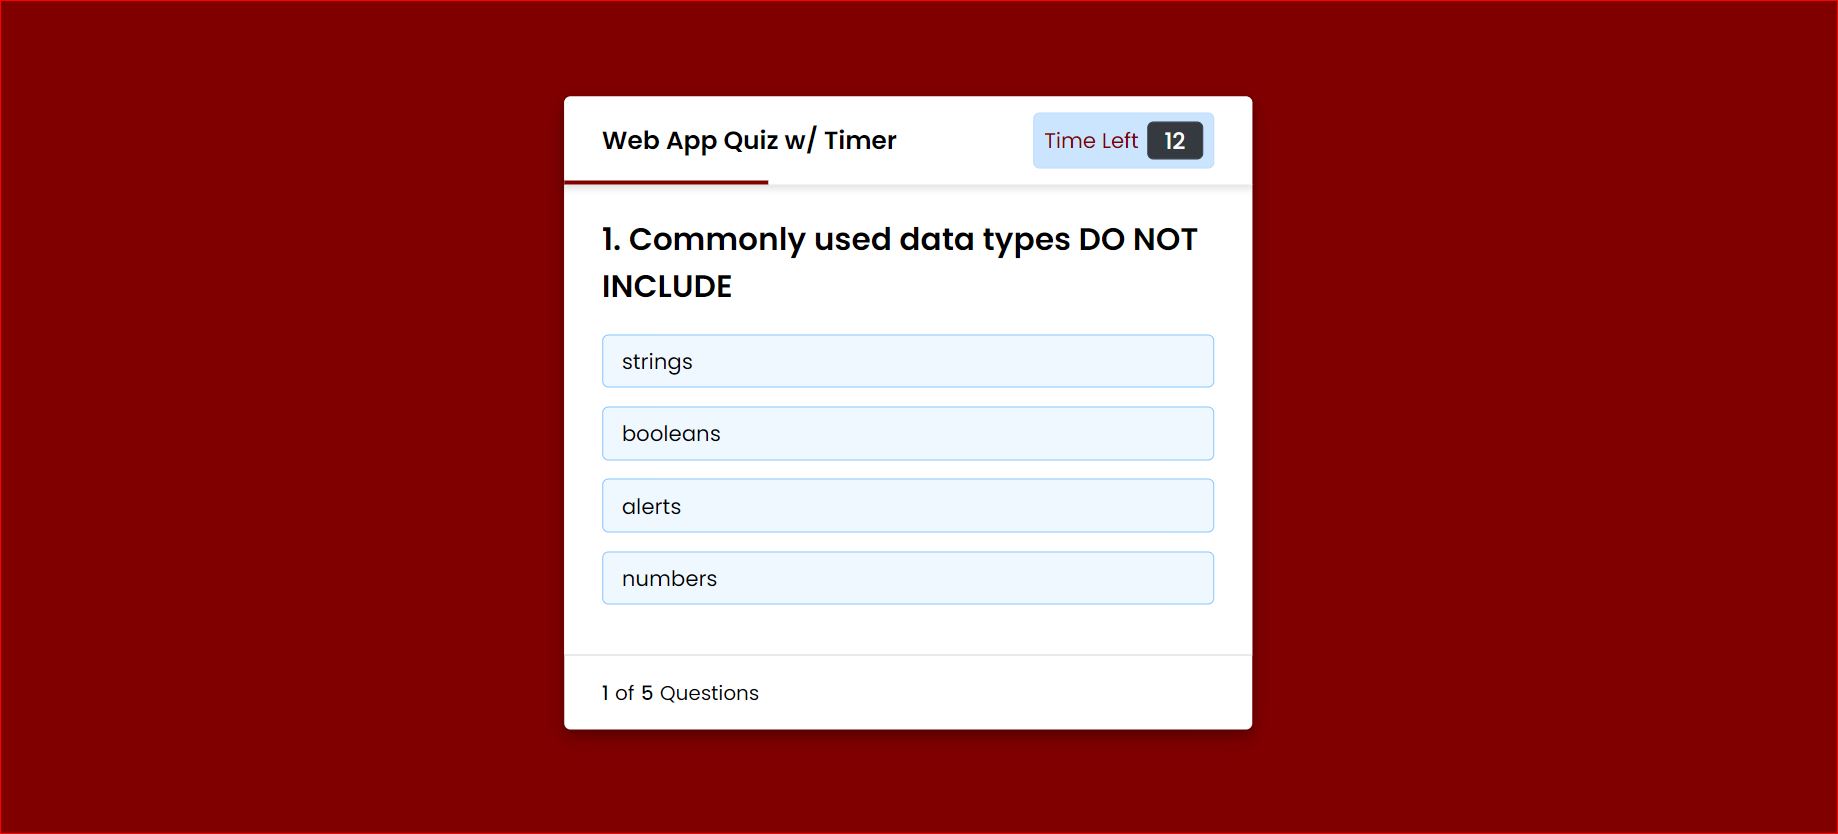 Web App Quiz w/ Timer
Time Left 12
1. Commonly used data types DO NOT
INCLUDE
strings
booleans
alerts
numbers
1 of 5 Questions